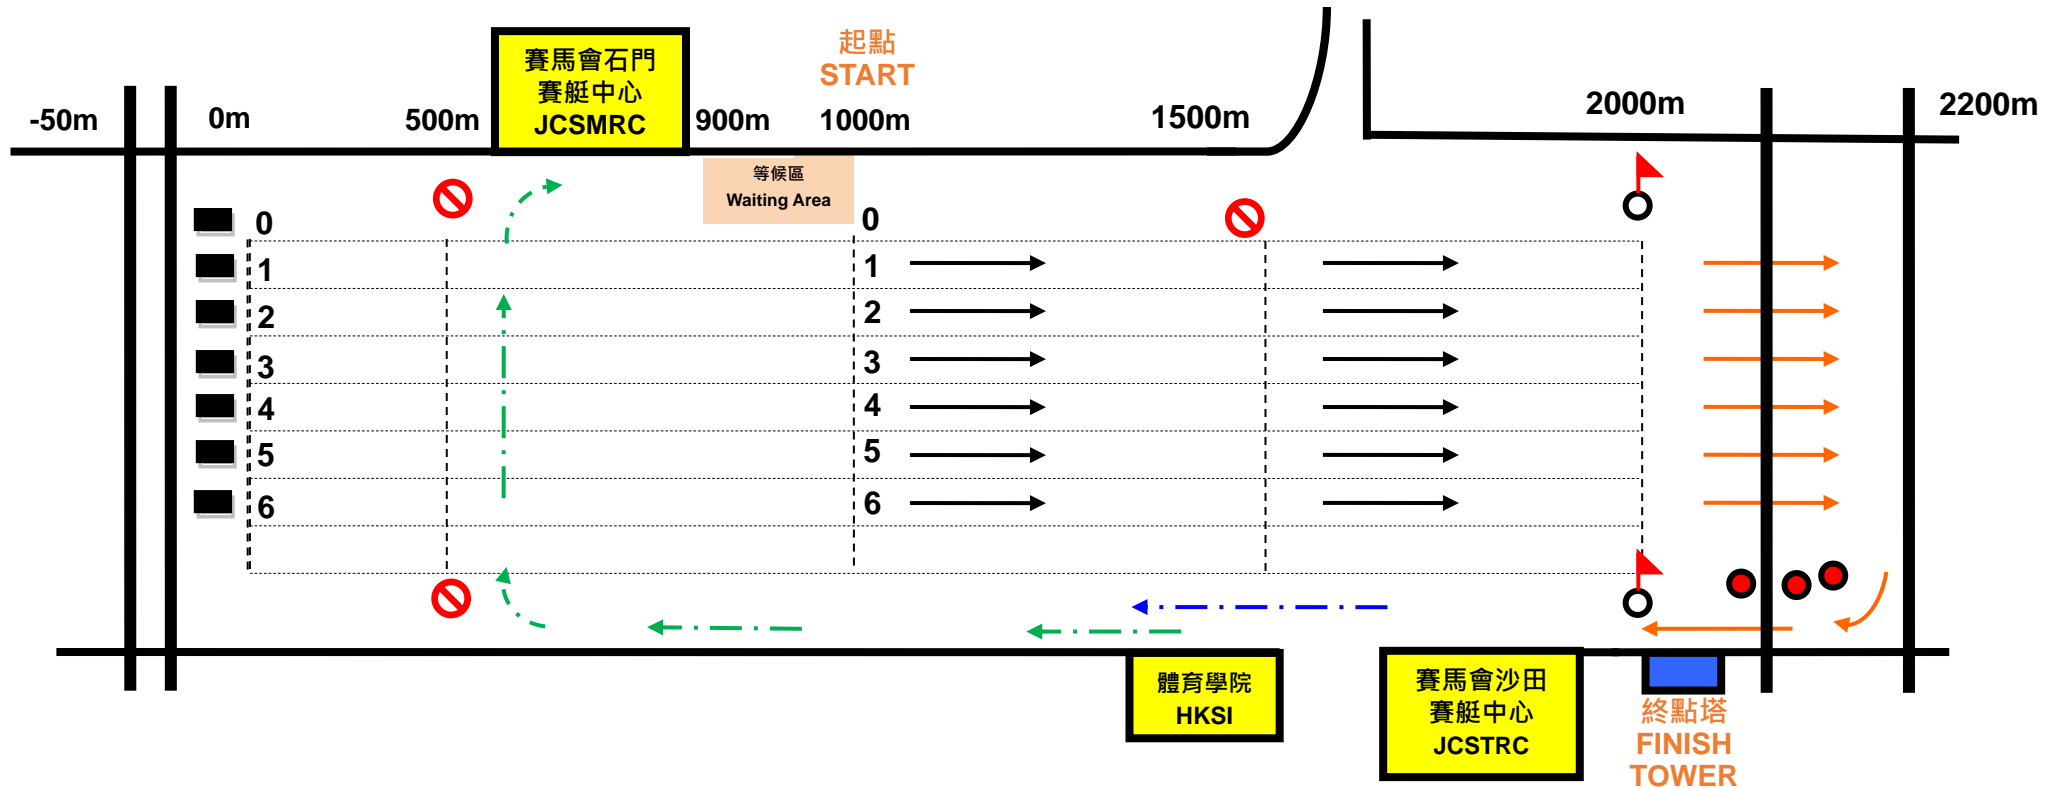 賽馬會石門
賽艇中心
JCSMRC
起點
START
-50m
0m
500m
900m
1000m
1500m
2000m
2200m
等候區
Waiting Area
0
1
2
3
4
5
6
0
1
2
3
4
5
6
體育學院
HKSI
賽馬會沙田
賽艇中心
JCSTRC
終點塔
FINISH
TOWER